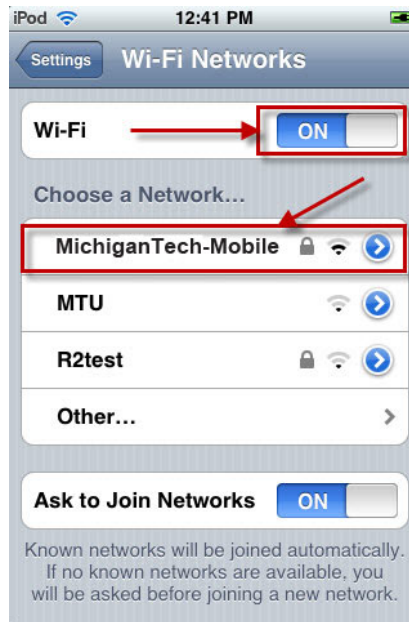 iPod 12:41 PM
Settings Wi-Fi Networks
Wi-Fi ON
Choose a Network...
MichiganTech-Mobile
MTU
R2test
Other...
Ask to Join Networks ON
Known networks will be joined automatically.
If no known networks are available, you
will be asked before joining a new network.